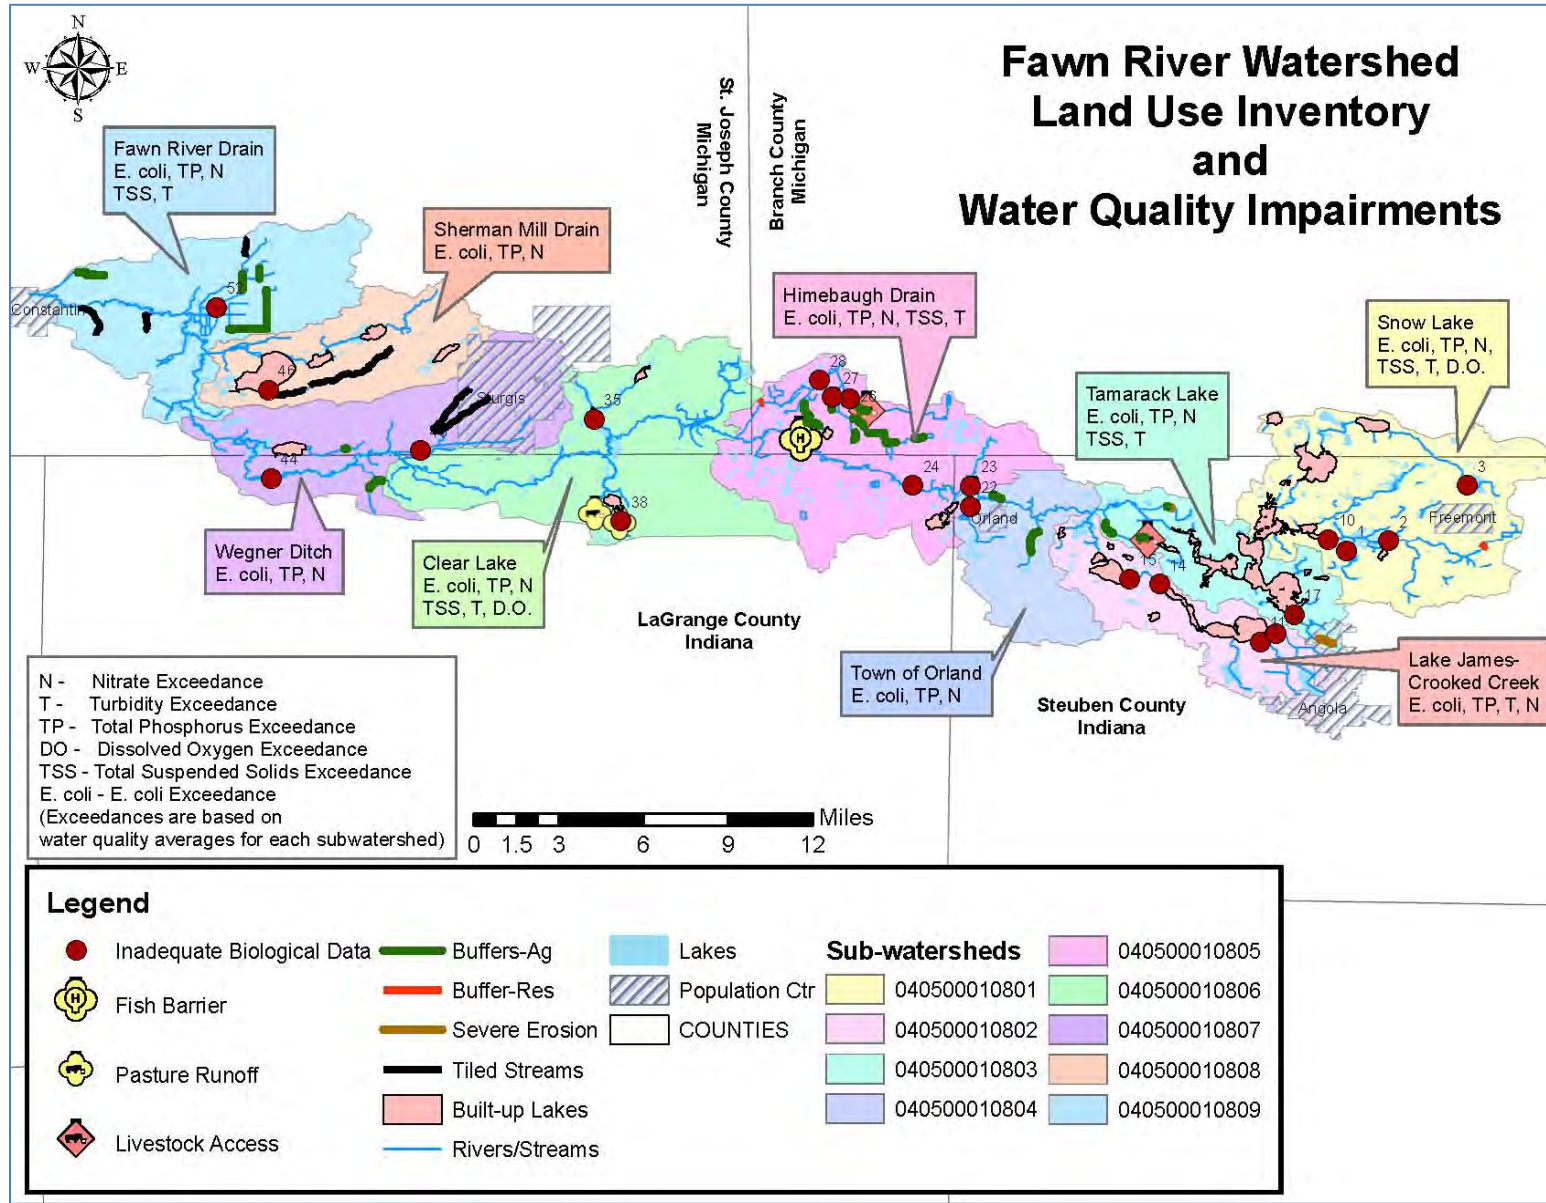 N
W E
S
Fawn River Watershed
Land Use Inventory
and
Water Quality Impairments
St. Joseph County
Michigan
Branch County
Michigan
Fawn River Drain
E. coli, TP, N
TSS, T
Sherman Mill Drain
E. coli, TP, N
Himebaugh Drain
E. coli, TP, N, TSS, T
Snow Lake
E. coli, TP, N,
TSS, T, D.O.
Tamarack Lake
E. coli, TP, N
TSS, T
Constantin
52
46
Sturgis
35
28
27
26
H
44
38
24
23
22
Orland
3
10
1
2
Freemont
15
14
17
11
Angola
Wegner Ditch
E. coli, TP, N
Clear Lake
E. coli, TP, N
TSS, T, D.O.
LaGrange County
Indiana
Town of Orland
E. coli, TP, N
Steuben County
Indiana
Lake James-
Crooked Creek
E. coli, TP, T, N
N - Nitrate Exceedance
T - Turbidity Exceedance
TP - Total Phosphorus Exceedance
DO - Dissolved Oxygen Exceedance
TSS - Total Suspended Solids Exceedance
E. coli - E. coli Exceedance
(Exceedances are based on
water quality averages for each subwatershed)
Miles
0 1.5 3 6 9 12
Legend
Inadequate Biological Data
H Fish Barrier
Pasture Runoff
Livestock Access
Buffers-Ag
Buffer-Res
Severe Erosion
Tiled Streams
Built-up Lakes
Rivers/Streams
Lakes
Population Ctr
COUNTIES
Sub-watersheds
040500010801
040500010802
040500010803
040500010804
040500010805
040500010806
040500010807
040500010808
040500010809